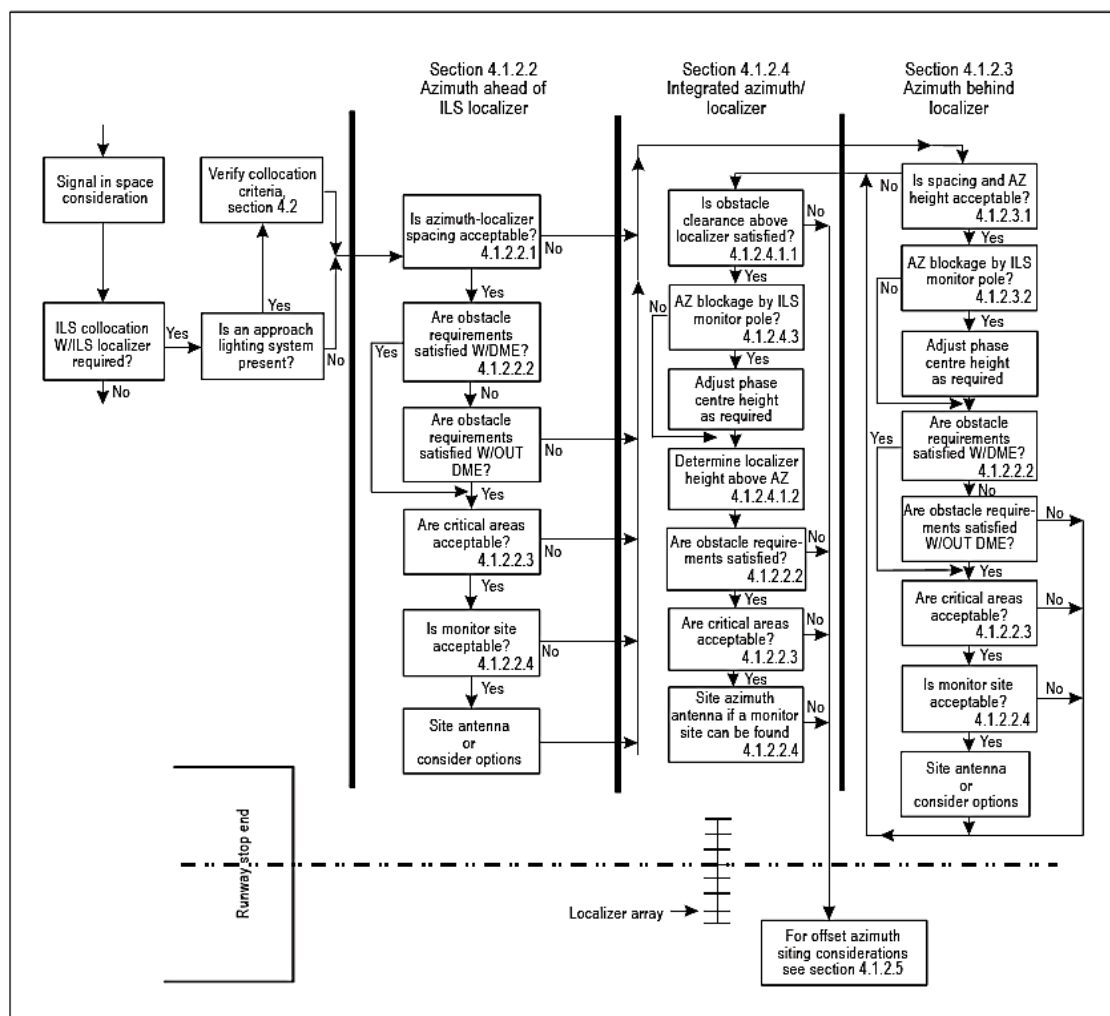 Section 4.1.2.2
Azimuth ahead of
ILS localizer
Section 4.1.2.4
Integrated azimuth/
localizer
Section 4.1.2.3
Azimuth behind
localizer
Signal in space
consideration
ILS collocation
W/ILS localizer
required?
Yes
No
Verify collocation
criteria,
section 4.2
Yes
Is an approach
lighting system
present?
No
Is azimuth-localizer
spacing acceptable?
4.1.2.2.1
No
Yes
Are obstacle
requirements
satisfied W/DME?
4.1.2.2.2
Yes
No
Are obstacle
requirements
satisfied W/OUT
DME?
No
Yes
Are critical areas
acceptable?
4.1.2.2.3
No
Yes
Is monitor site
acceptable?
4.1.2.2.4
No
Yes
Site antenna
or
consider options
Is obstacle
clearance above
localizer satisfied?
4.1.2.4.1.1
No
Yes
AZ blockage by ILS
monitor pole?
4.1.2.4.3
No
Yes
Adjust phase
centre height
as required
Determine localizer
height above AZ
4.1.2.4.1.2
Are obstacle require-
ments satisfied?
4.1.2.2.2
No
Yes
Are critical areas
acceptable?
4.1.2.2.3
No
Yes
Site azimuth
antenna if a monitor
site can be found
4.1.2.2.4
No
Is spacing and AZ
height acceptable?
4.1.2.3.1
No
Yes
AZ blockage by ILS
monitor pole?
4.1.2.3.2
No
Yes
Adjust phase
centre height
as required
Are obstacle
requirements
satisfied W/DME?
4.1.2.2.2
Yes
No
Are obstacle require-
ments satisfied
W/OUT DME?
No
Yes
Are critical areas
acceptable?
4.1.2.2.3
No
Yes
Is monitor site
acceptable?
4.1.2.2.4
No
Yes
Site antenna
or
consider options
Runway stop end
Localizer array
For offset azimuth
siting considerations
see section 4.1.2.5